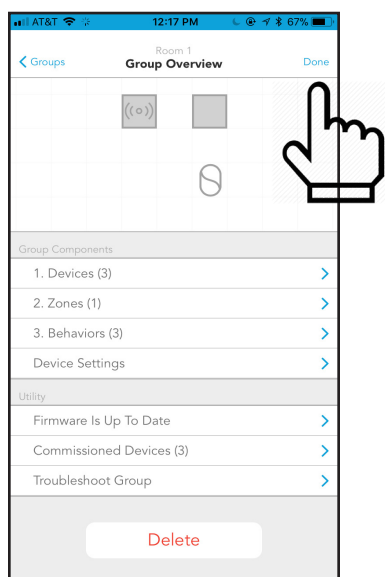 AT&T 12:17 PM 67%
Room 1
Groups Group Overview Done
Group Components
1. Devices (3)
2. Zones (1)
3. Behaviors (3)
Device Settings
Utility
Firmware Is Up To Date
Commissioned Devices (3)
Troubleshoot Group
Delete